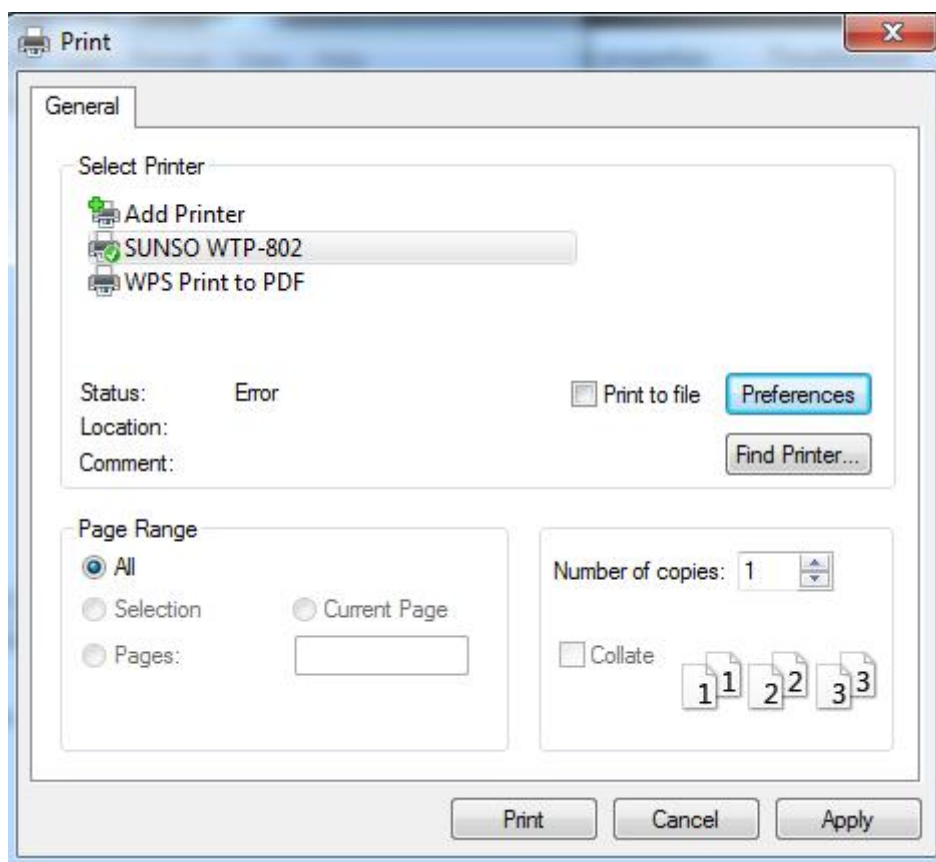 Print
General
Select Printer
Add Printer
SUNSO WTP-802
WPS Print to PDF
Status: Error
Print to file
Preferences
Location:
Comment:
Find Printer...
Page Range
All
Selection
Current Page
Pages:
Number of copies: 1
Collate
1 1 2 2 3 3
Print Cancel Apply